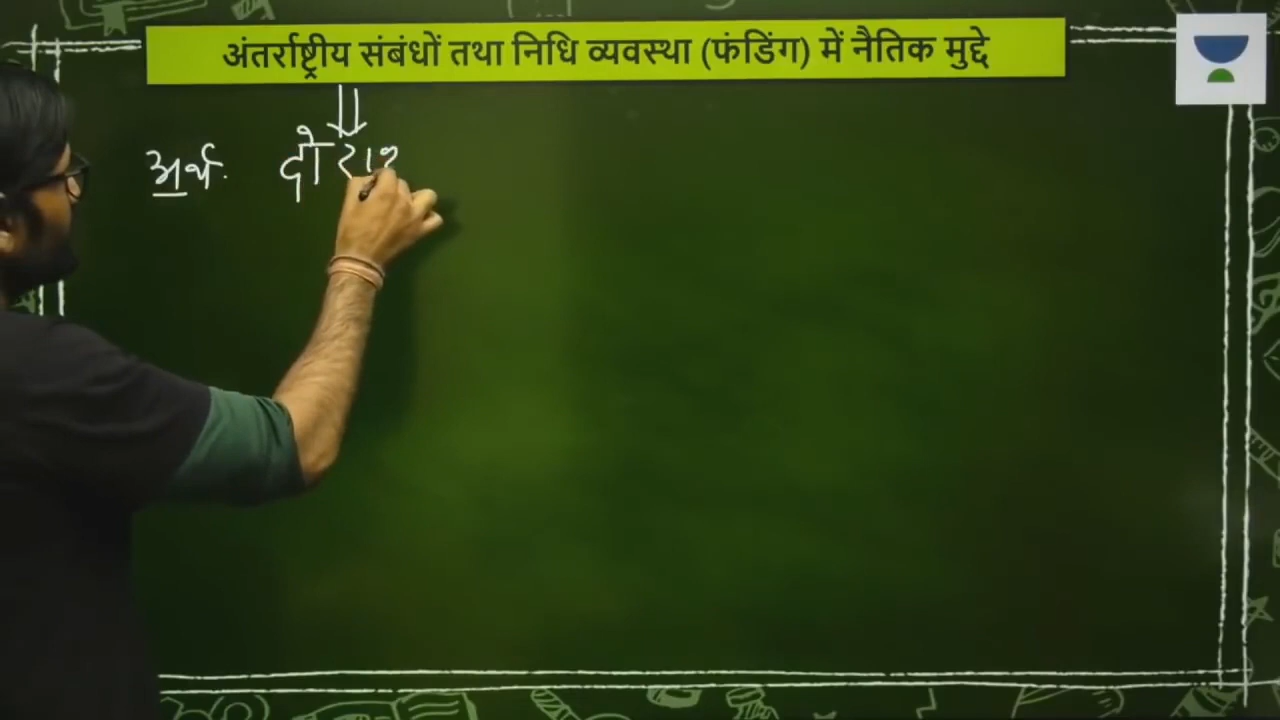 अंतर्राष्ट्रीय संबंधों तथा निधि व्यवस्था (फंडिंग) में नैतिक मुद्दे
अर्थ: दो